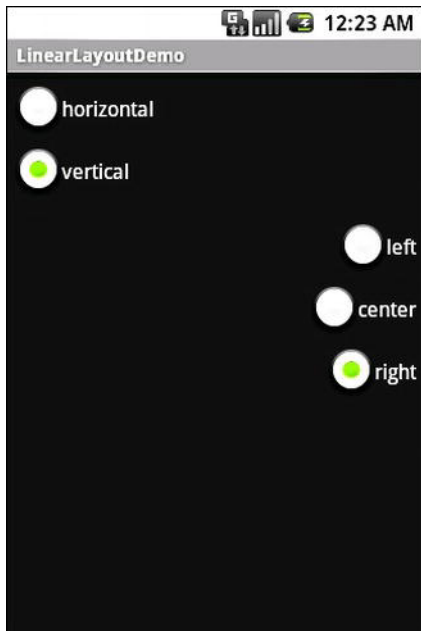 12:23 AM
LinearLayoutDemo
horizontal
vertical
left
center
right